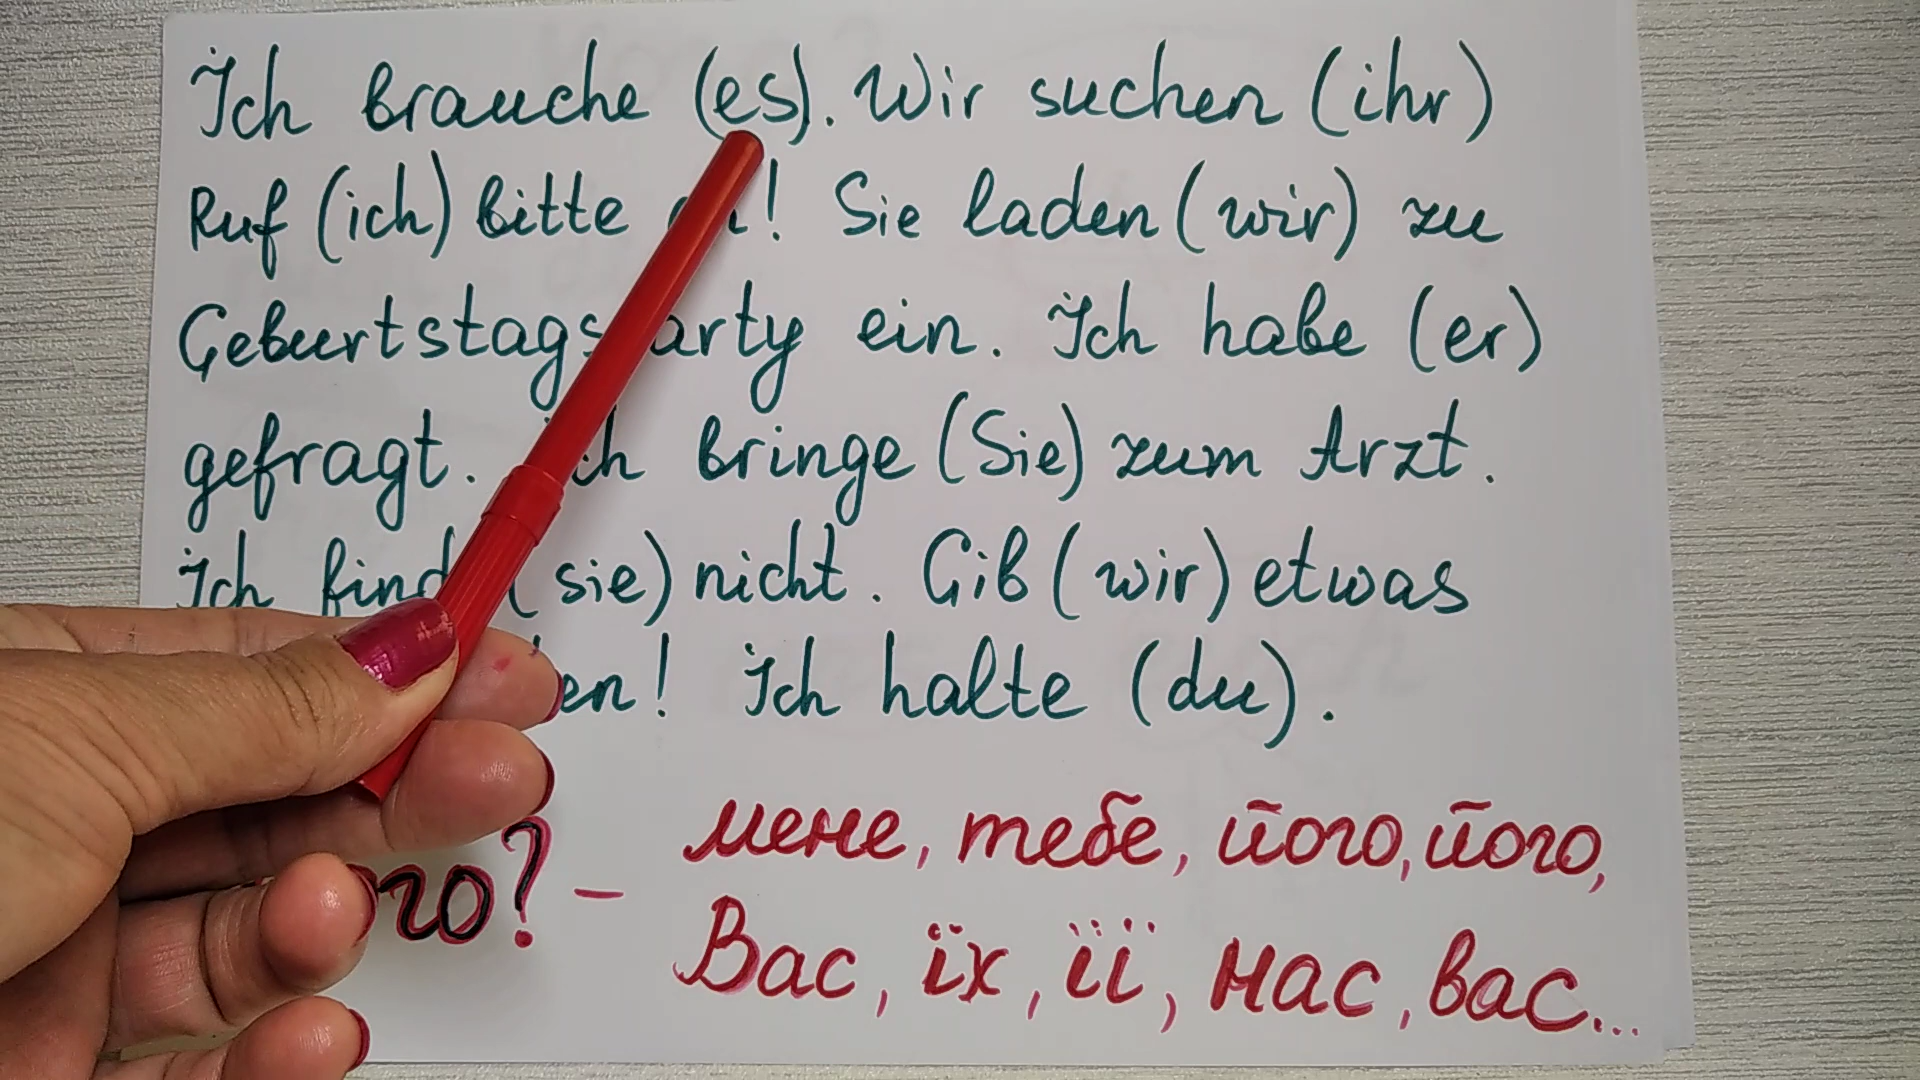 Ich brauche (es). Wir suchen (ihr)
Ruf (ich) bitte ! Sie laden (wir) zu
ein. Ich habe (er)
gefragt. bringe (Sie) zum Arzt.
Ich (sie) nicht. Gib (wir) etwas
! Ich halte (du).
– мене, тебе, його, його,
Вас, їх, її, нас, вас...